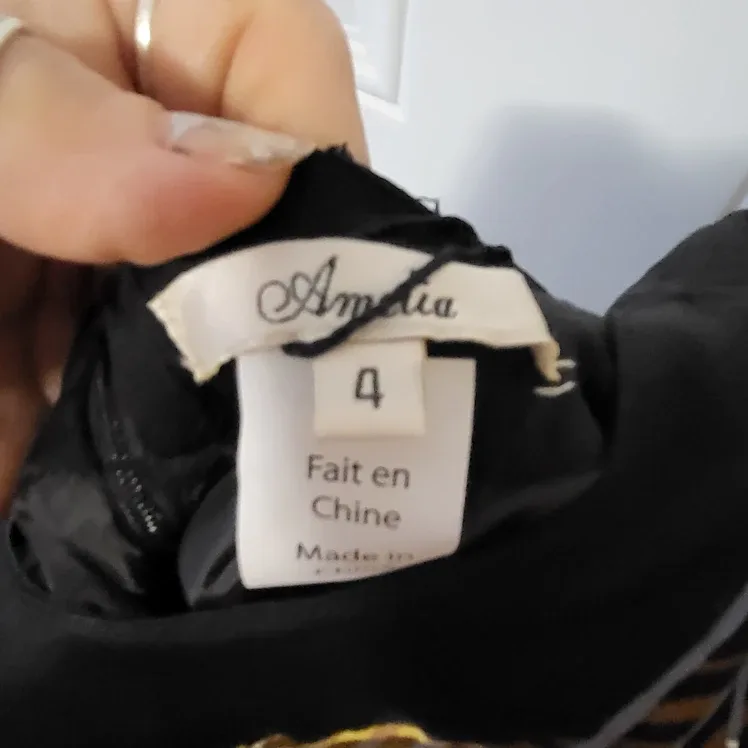 Amelia
4
Fait en
Chine
Made in